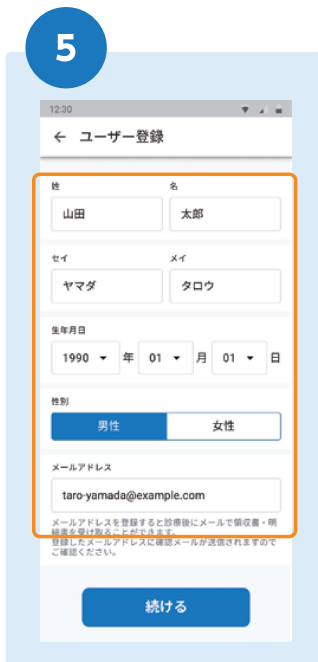 5
12:30
← ユーザー登録
姓 名
山田 太郎
セイ メイ
ヤマダ タロウ
生年月日
1990 年 01 月 01 日
性別
男性 女性
メールアドレス
taro-yamada@example.com
メールアドレスを登録すると診療後にメールで領収書・明
細書を受け取ることができます。
登録したメールアドレスに確認メールが送信されますので
ご確認ください。
続ける